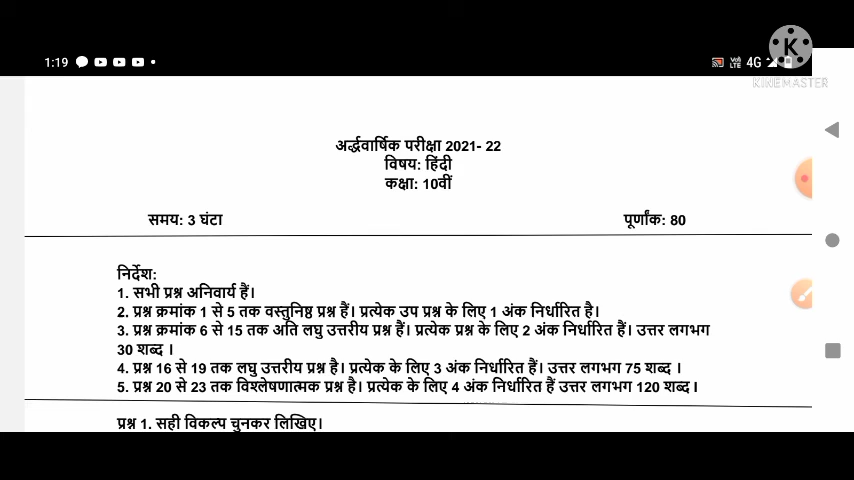 1:19
VoI) LTE 4G
K
KINEMASTER
अर्द्धवार्षिक परीक्षा 2021- 22
विषय: हिंदी
कक्षा: 10वीं
समय: 3 घंटा पूर्णांक: 80
निर्देश:
1. सभी प्रश्न अनिवार्य हैं।
2. प्रश्न क्रमांक 1 से 5 तक वस्तुनिष्ठ प्रश्न हैं। प्रत्येक उप प्रश्न के लिए 1 अंक निर्धारित है।
3. प्रश्न क्रमांक 6 से 15 तक अति लघु उत्तरीय प्रश्न हैं। प्रत्येक प्रश्न के लिए 2 अंक निर्धारित हैं। उत्तर लगभग
30 शब्द ।
4. प्रश्न 16 से 19 तक लघु उत्तरीय प्रश्न है। प्रत्येक के लिए 3 अंक निर्धारित हैं। उत्तर लगभग 75 शब्द ।
5. प्रश्न 20 से 23 तक विश्लेषणात्मक प्रश्न है। प्रत्येक के लिए 4 अंक निर्धारित हैं उत्तर लगभग 120 शब्द।
प्रश्न 1. सही विकल्प चुनकर लिखिए।